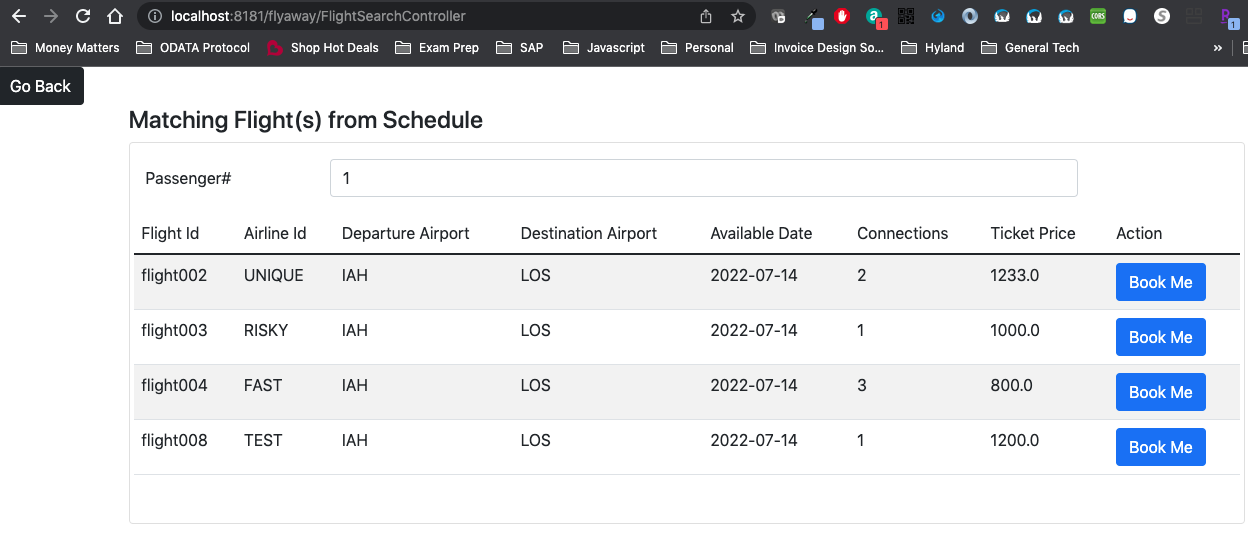 localhost:8181/flyaway/FlightSearchController
1
1
Money Matters ODATA Protocol Shop Hot Deals Exam Prep SAP Javascript Personal Invoice Design So... Hyland General Tech »
Go Back
Matching Flight(s) from Schedule
Passenger# 1
Flight Id Airline Id Departure Airport Destination Airport Available Date Connections Ticket Price Action
flight002 UNIQUE IAH LOS 2022-07-14 2 1233.0 Book Me
flight003 RISKY IAH LOS 2022-07-14 1 1000.0 Book Me
flight004 FAST IAH LOS 2022-07-14 3 800.0 Book Me
flight008 TEST IAH LOS 2022-07-14 1 1200.0 Book Me